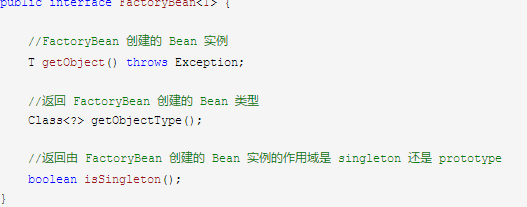 public interface FactoryBean<T> {
//FactoryBean 创建的 Bean 实例
T getObject() throws Exception;
//返回 FactoryBean 创建的 Bean 类型
Class<?> getObjectType();
//返回由 FactoryBean 创建的 Bean 实例的作用域是 singleton 还是 prototype
boolean isSingleton();
}